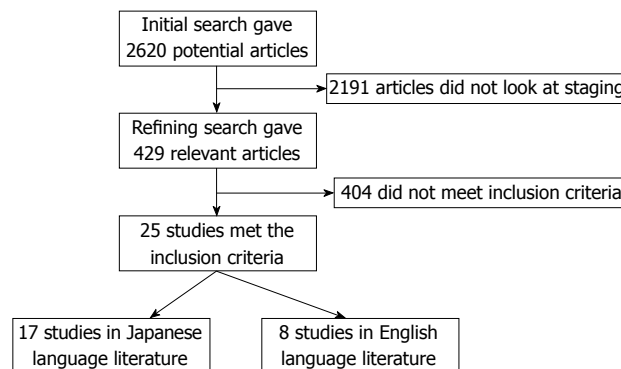 Initial search gave
2620 potential articles
2191 articles did not look at staging
Refining search gave
429 relevant articles
404 did not meet inclusion criteria
25 studies met the
inclusion criteria
17 studies in Japanese
language literature
8 studies in English
language literature